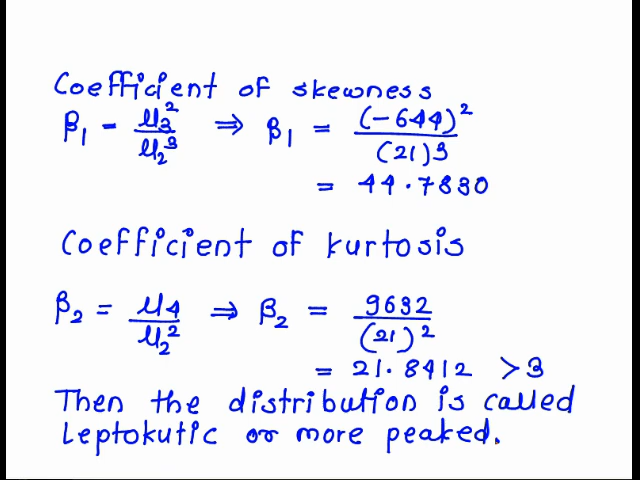 Coefficient of skewness
β₁ = μ₃²/μ₂³ ⇒ β₁ = (-644)²/(21)3
= 44.7830
Coefficient of kurtosis
β₂ = μ4/μ₂² ⇒ β₂ = 9632/(21)²
= 21.8412 >3
Then the distribution is called
Leptokutic or more peaked.